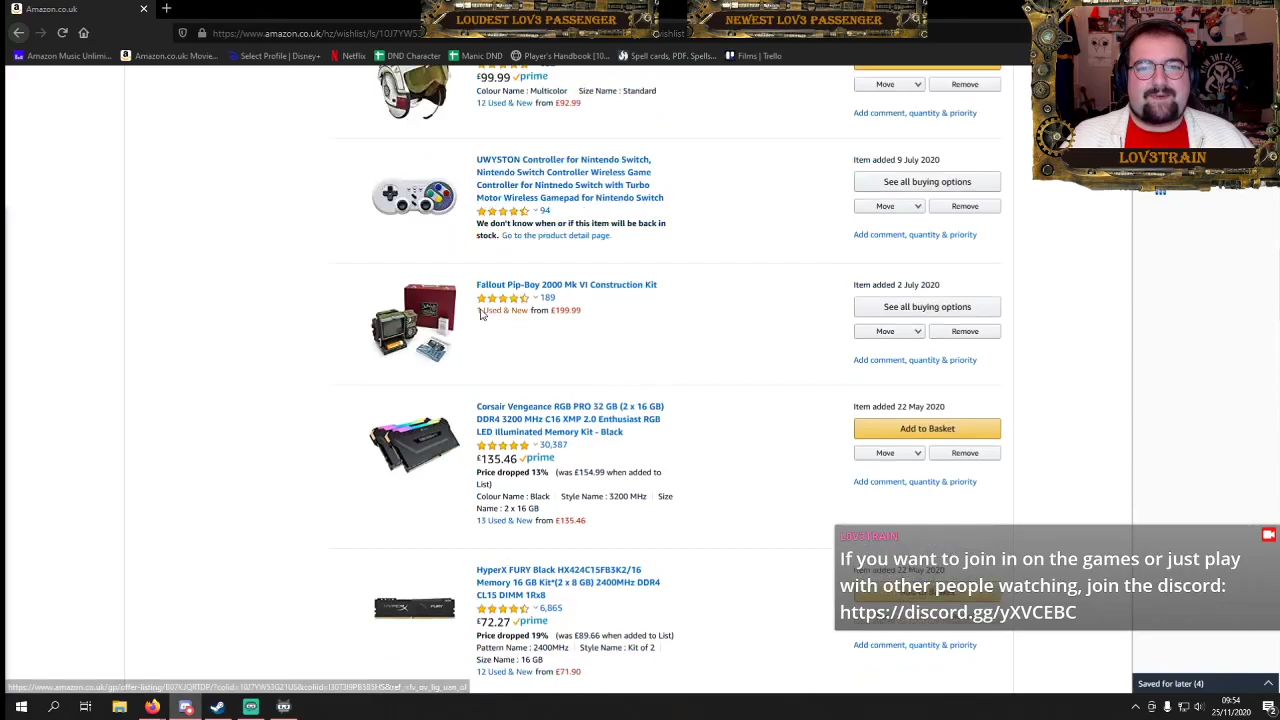 Amazon.co.uk
LOUDEST LOV3 PASSENGER
NEWEST LOV3 PASSENGER
https://www.amazon.co.uk/hz/wishlist/ls/10J7YW53
Amazon Music Unlimi...
Amazon.co.uk: Movie...
Select Profile | Disney+
Netflix
DND Character
Manic DND
Player's Handbook [10...
Spell cards, PDF. Spells...
Films | Trello
£99.99 prime
Colour Name : Multicolor Size Name : Standard
12 Used & New from £92.99
Move
Remove
Add comment, quantity & priority
LOV3TRAIN
UWYSTON Controller for Nintendo Switch,
Nintendo Switch Controller Wireless Game
Controller for Nintnedo Switch with Turbo
Motor Wireless Gamepad for Nintendo Switch
94
We don't know when or if this item will be back in
stock. Go to the product detail page.
Item added 9 July 2020
See all buying options
Move
Remove
Add comment, quantity & priority
Fallout Pip-Boy 2000 Mk VI Construction Kit
189
1 Used & New from £199.99
Item added 2 July 2020
See all buying options
Move
Remove
Add comment, quantity & priority
Corsair Vengeance RGB PRO 32 GB (2 x 16 GB)
DDR4 3200 MHz C16 XMP 2.0 Enthusiast RGB
LED Illuminated Memory Kit - Black
30,387
£135.46 prime
Price dropped 13% (was £154.99 when added to
List)
Colour Name : Black Style Name : 3200 MHz Size
Name : 2 x 16 GB
13 Used & New from £135.46
Item added 22 May 2020
Add to Basket
Move
Remove
Add comment, quantity & priority
HyperX FURY Black HX424C15FB3K2/16
Memory 16 GB Kit*(2 x 8 GB) 2400MHz DDR4
CL15 DIMM 1Rx8
6,865
£72.27 prime
Price dropped 19% (was £89.66 when added to List)
Pattern Name : 2400MHz Style Name : Kit of 2
Size Name : 16 GB
12 Used & New from £71.90
Item added 22 May 2020
L0V3TRAIN
If you want to join in on the games or just play
with other people watching, join the discord:
https://discord.gg/yXVCEBC
Add comment, quantity & priority
Saved for later (4)
09:54
25/11/2020